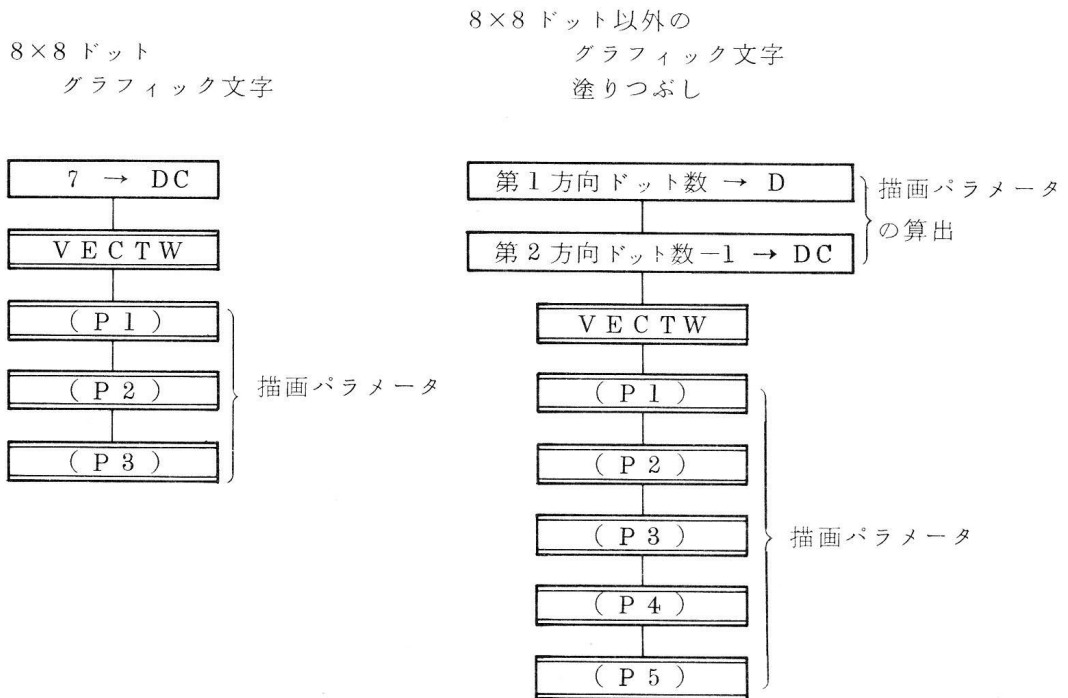 8×8 ドット
グラフィック文字
7 → DC
VECTW
(P1)
(P2)
(P3)
描画パラメータ
8×8 ドット以外の
グラフィック文字
塗りつぶし
第1方向ドット数 → D
第2方向ドット数−1 → DC
描画パラメータ
の算出
VECTW
(P1)
(P2)
(P3)
(P4)
(P5)
描画パラメータ